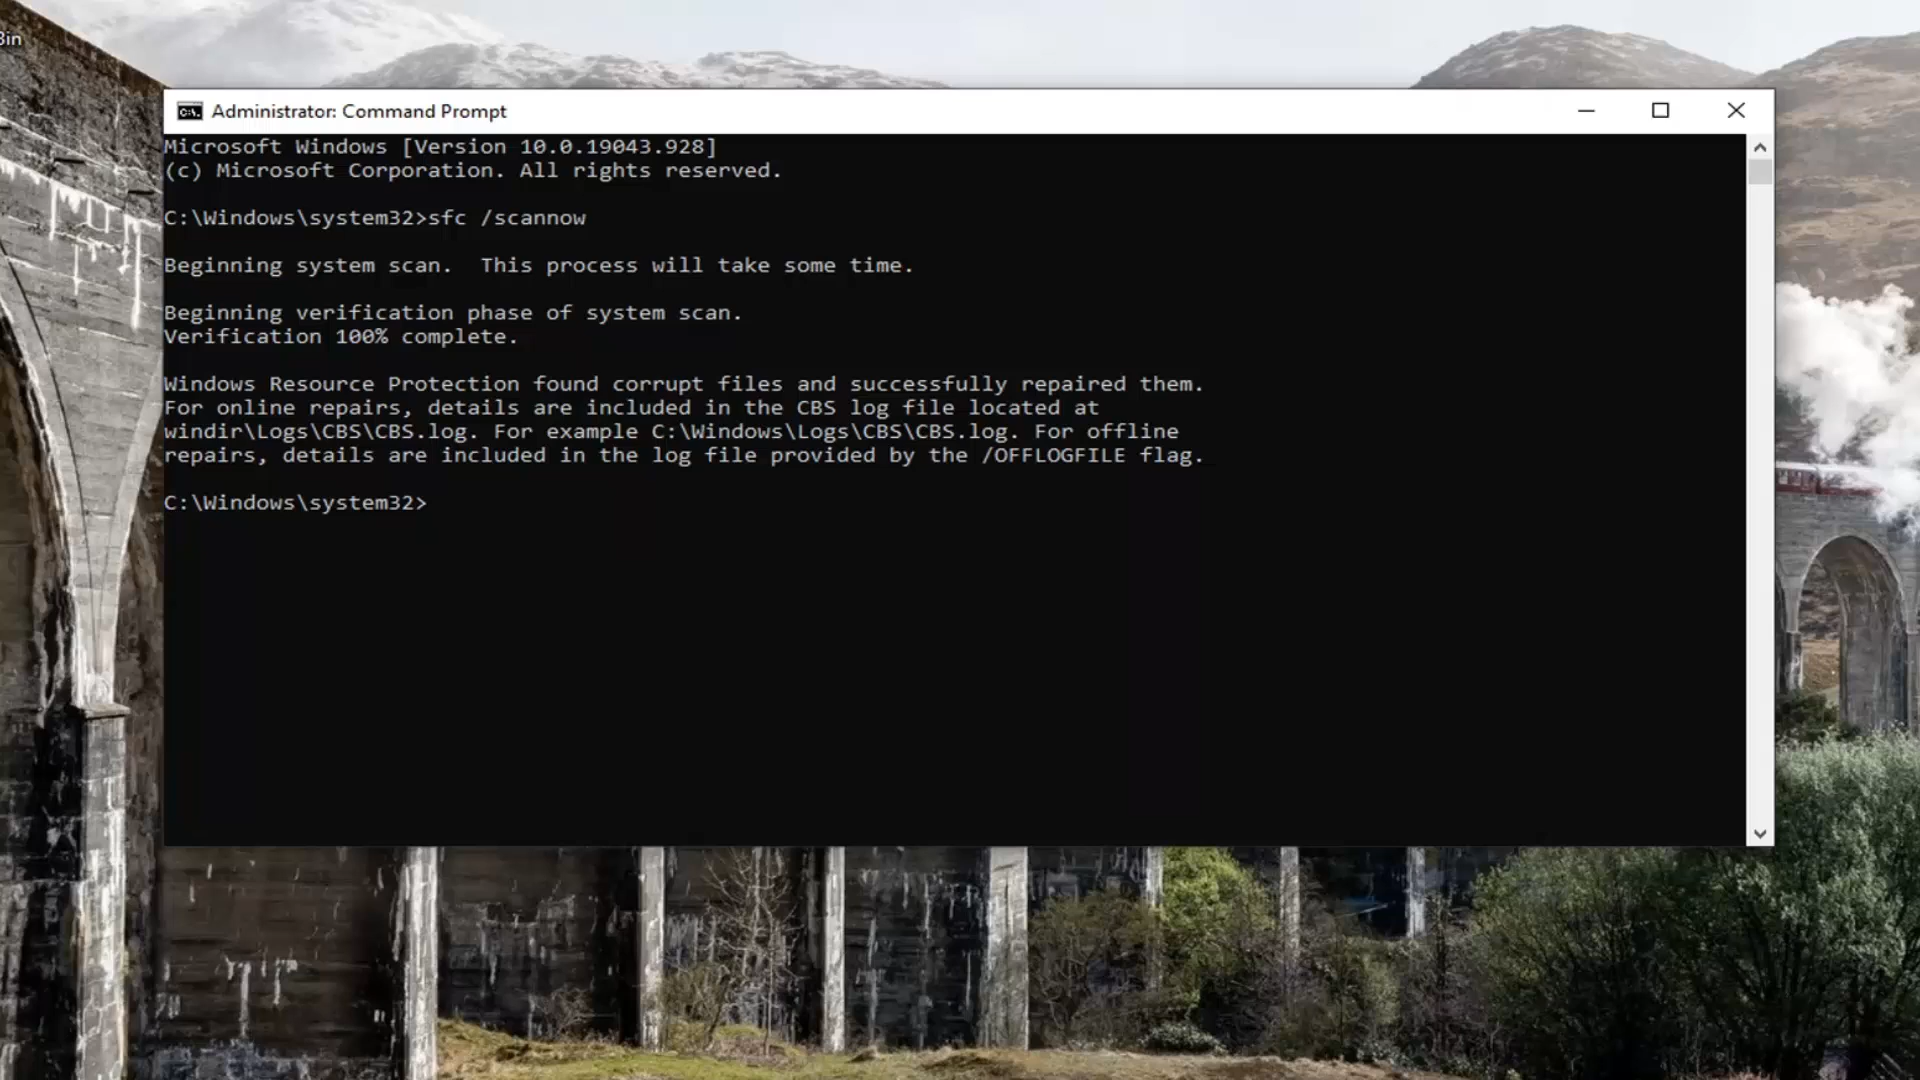 Bin
Administrator: Command Prompt
Microsoft Windows [Version 10.0.19043.928]
(c) Microsoft Corporation. All rights reserved.
C:\Windows\system32>sfc /scannow
Beginning system scan.  This process will take some time.
Beginning verification phase of system scan.
Verification 100% complete.
Windows Resource Protection found corrupt files and successfully repaired them.
For online repairs, details are included in the CBS log file located at
windir\Logs\CBS\CBS.log. For example C:\Windows\Logs\CBS\CBS.log. For offline
repairs, details are included in the log file provided by the /OFFLOGFILE flag.
C:\Windows\system32>